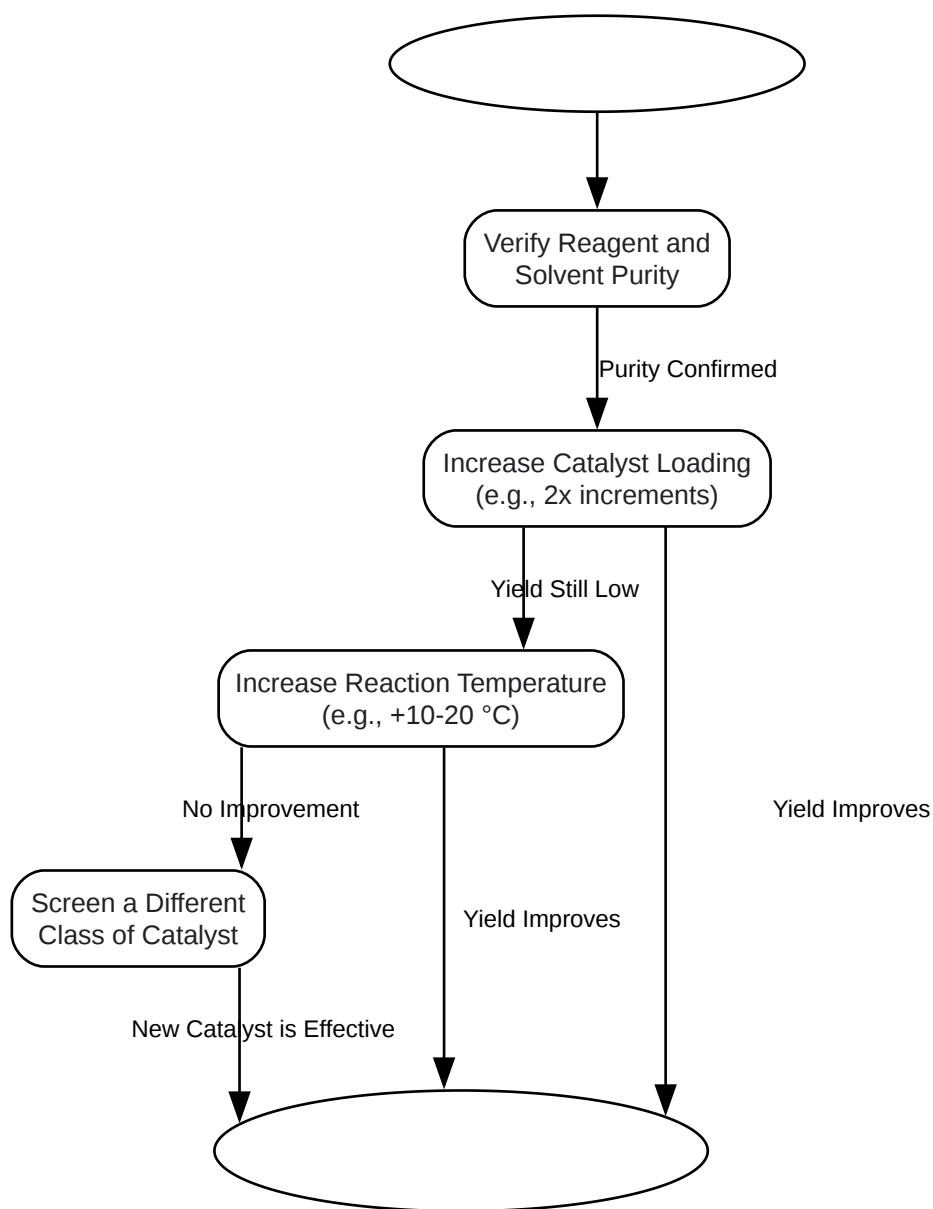 Verify Reagent and
Solvent Purity
Purity Confirmed
Increase Catalyst Loading
(e.g., 2x increments)
Yield Still Low
Increase Reaction Temperature
(e.g., +10-20 °C)
No Improvement
Yield Improves
Screen a Different
Class of Catalyst
Yield Improves
New Catalyst is Effective